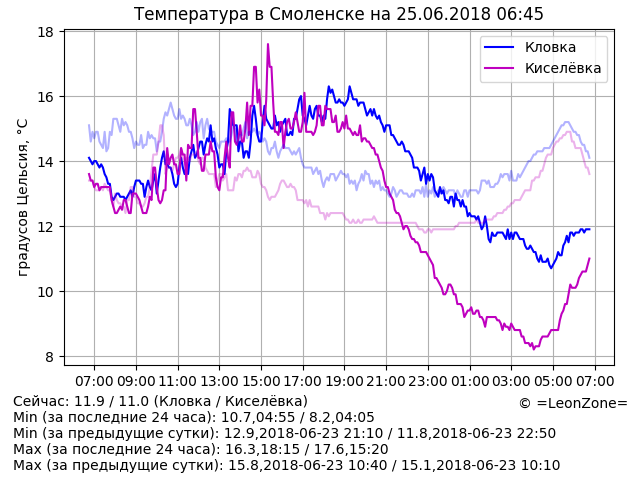 Температура в Смоленске на 25.06.2018 06:45
градусов Цельсия, °C
18
16
14
12
10
8
Кловка
Киселёвка
07:00 09:00 11:00 13:00 15:00 17:00 19:00 21:00 23:00 01:00 03:00 05:00 07:00
Сейчас: 11.9 / 11.0 (Кловка / Киселёвка)
© =LeonZone=
Min (за последние 24 часа): 10.7,04:55 / 8.2,04:05
Min (за предыдущие сутки): 12.9,2018-06-23 21:10 / 11.8,2018-06-23 22:50
Max (за последние 24 часа): 16.3,18:15 / 17.6,15:20
Max (за предыдущие сутки): 15.8,2018-06-23 10:40 / 15.1,2018-06-23 10:10